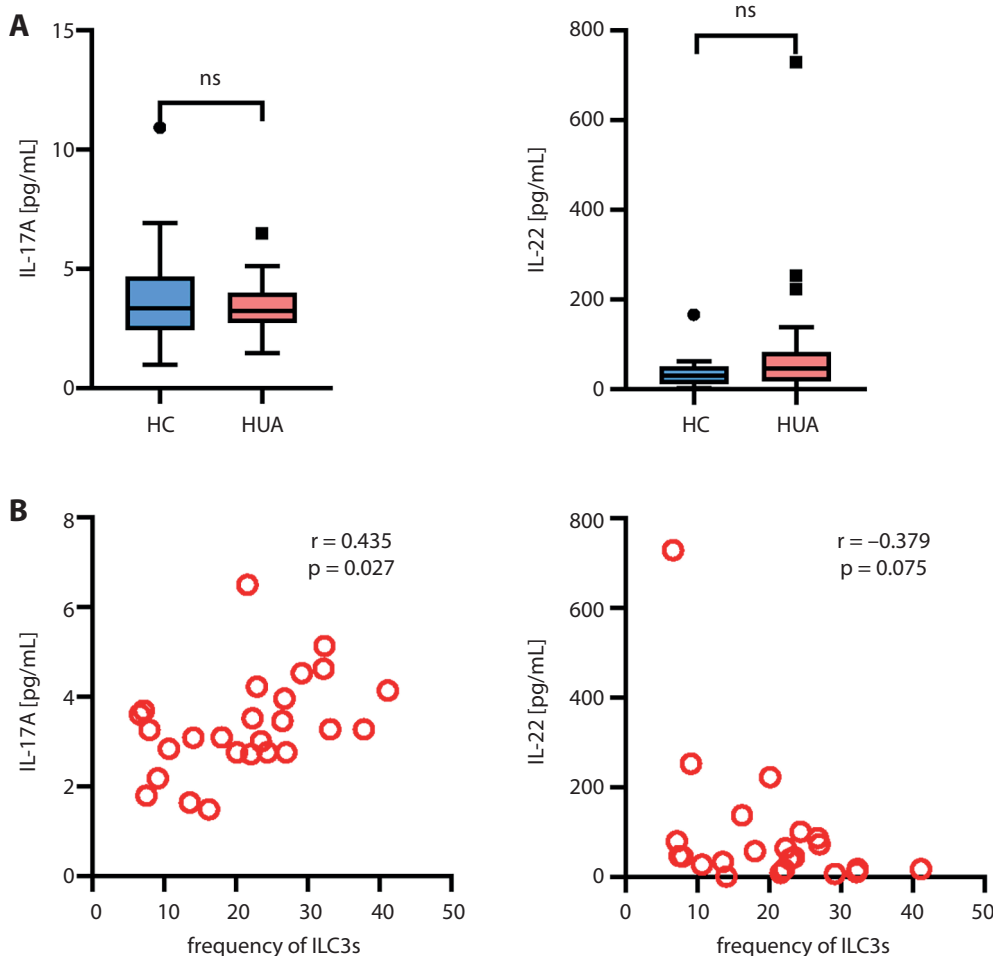 A
IL-17A [pg/mL]
15
10
5
0
ns
HC
HUA
IL-22 [pg/mL]
800
600
400
200
0
ns
HC
HUA
B
IL-17A [pg/mL]
8
6
4
2
0
r = 0.435
p = 0.027
0 10 20 30 40 50
frequency of ILC3s
IL-22 [pg/mL]
800
600
400
200
0
r = –0.379
p = 0.075
0 10 20 30 40 50
frequency of ILC3s